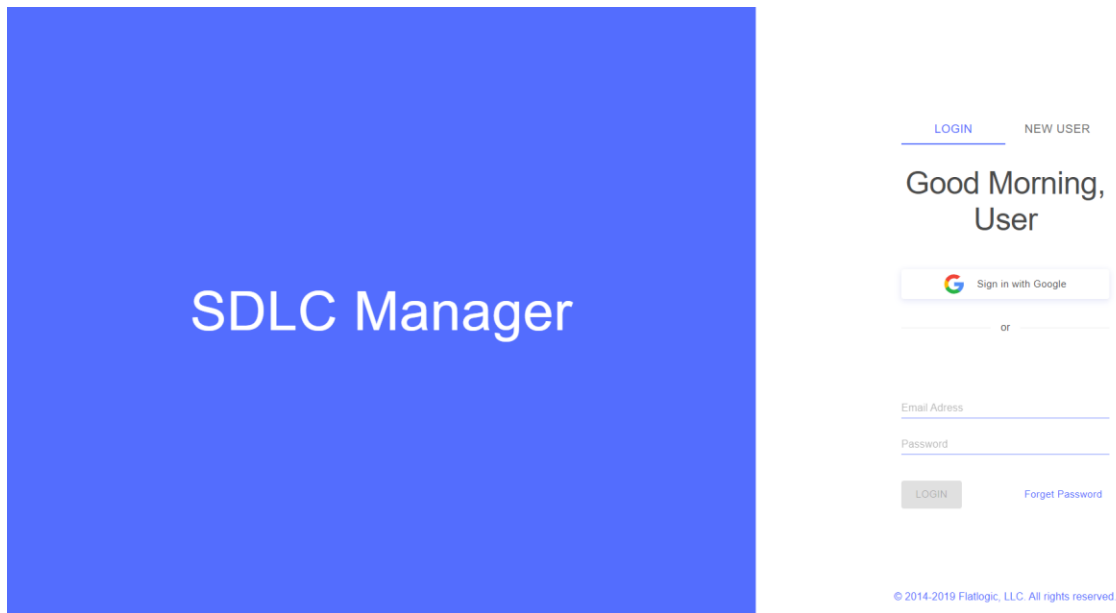 SDLC Manager
LOGIN NEW USER
Good Morning,
User
Sign in with Google
or
Email Adress
Password
LOGIN Forget Password
© 2014-2019 Flatlogic, LLC. All rights reserved